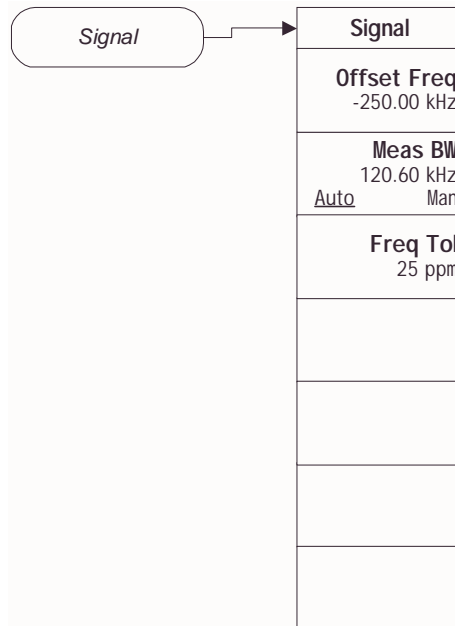 Signal
Signal
Offset Freq
-250.00 kHz
Meas BW
120.60 kHz
Auto Man
Freq Tol
25 ppm